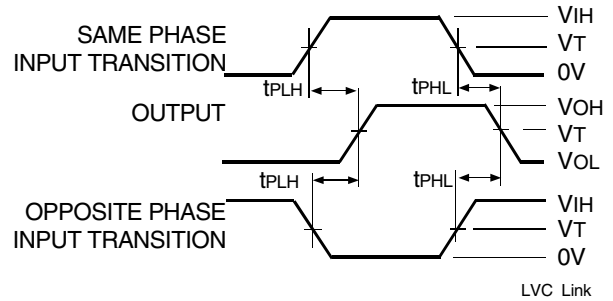 SAME PHASE
INPUT TRANSITION
VIH
VT
0V
tPLH
tPHL
OUTPUT
VOH
VT
VOL
tPLH
tPHL
OPPOSITE PHASE
INPUT TRANSITION
VIH
VT
0V
LVC Link